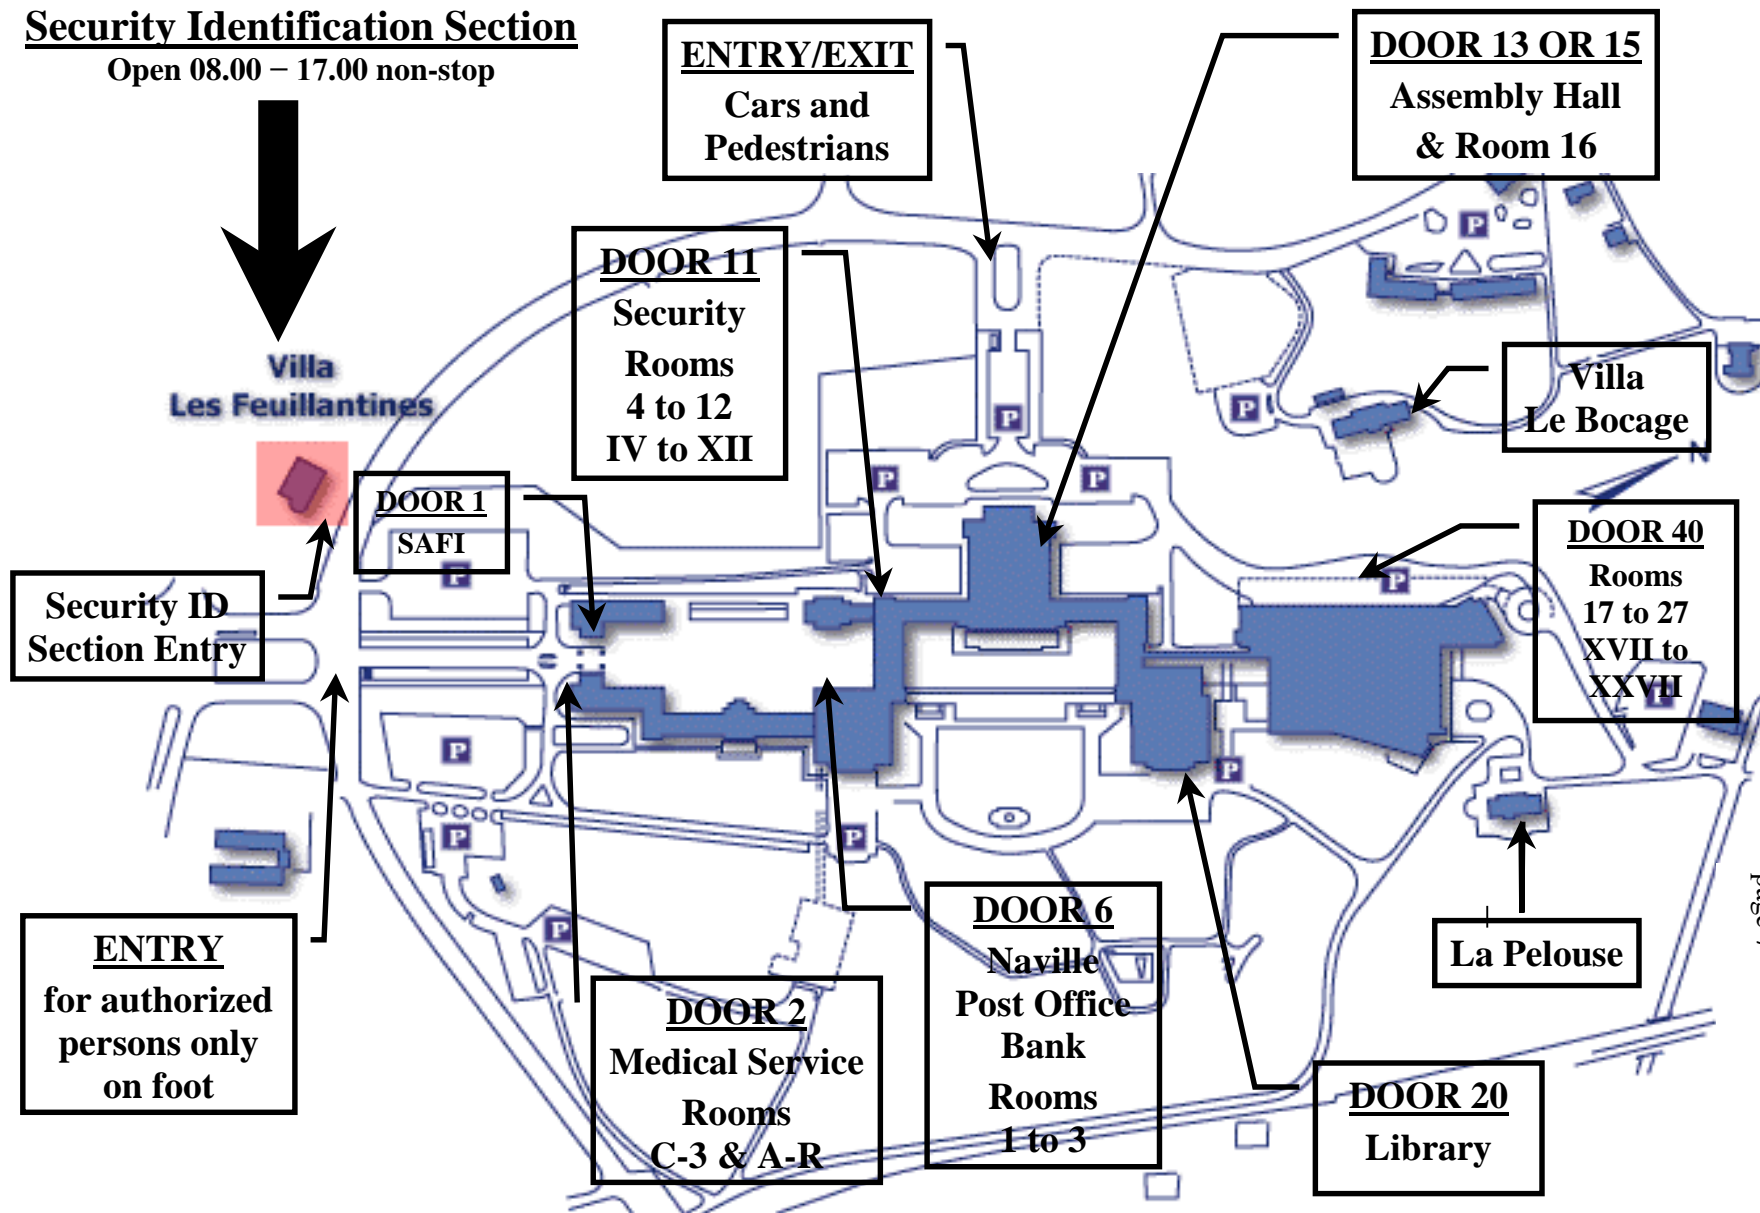 Security Identification Section
Open 08.00 – 17.00 non-stop
ENTRY/EXIT
Cars and
Pedestrians
DOOR 13 OR 15
Assembly Hall
& Room 16
DOOR 11
Security
Rooms
4 to 12
IV to XII
Villa
Les Feuillantines
Villa
Le Bocage
N
DOOR 1
SAFI
DOOR 40
Rooms
17 to 27
XVII to
XXVII
Security ID
Section Entry
P
P
P
P
P
P
P
P
P
P
P
P
P
ENTRY
for authorized
persons only
on foot
DOOR 2
Medical Service
Rooms
C-3 & A-R
DOOR 6
Naville
Post Office
Bank
Rooms
1 to 3
La Pelouse
DOOR 20
Library